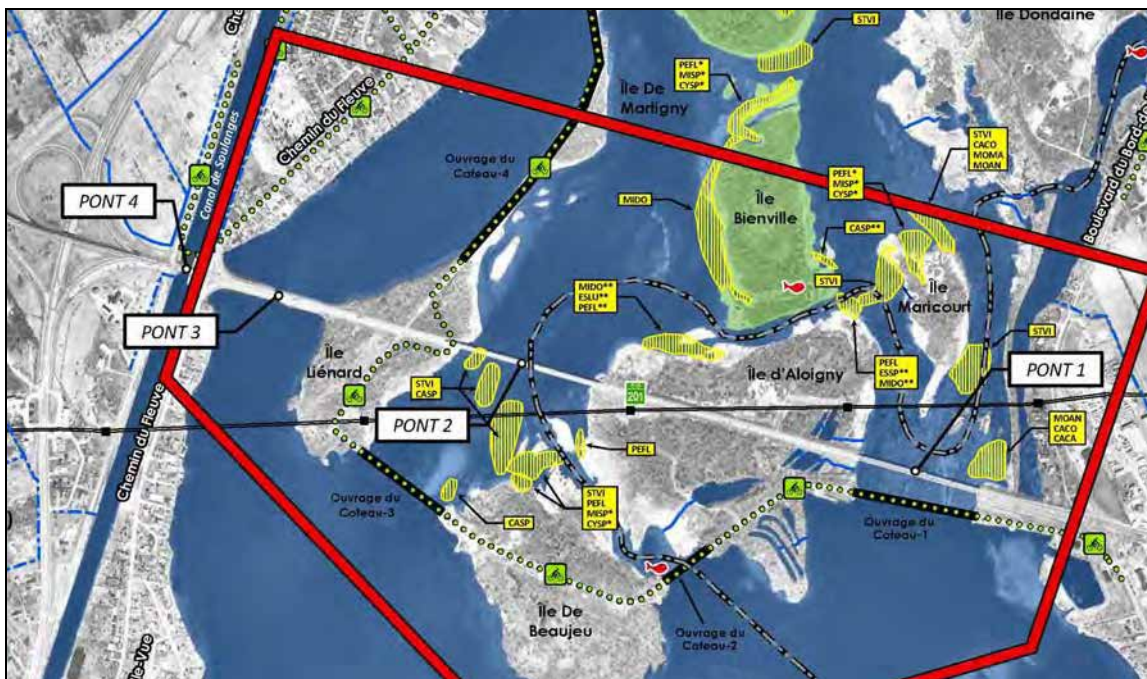 Île Dondaine
STVI
PEFL*
MISP*
CYSP*
Île De
Martigny
Chemin du Fleuve
Canal de Soulanges
Ouvrage du
Coteau-4
STVI
CACO
MOMA
MOAN
PEFL*
MISP*
CYSP*
Boulevard du
MIDO
Île
Bienville
PONT 4
CASP**
STVI
MIDO**
ESLU**
PEFL**
Île
Maricourt
PONT 3
STVI
Île
Liénard
PEFL
ESSP**
MIDO**
Île d'Aloigny
PONT 1
STVI
CASP
201
PONT 2
MOAN
CACO
CACA
PEFL
Chemin du Fleuve
Ouvrage du
Coteau-3
CASP
STVI
PEFL
MISP*
CYSP*
Ouvrage du
Coteau-1
Île De
Beaujeu
Ouvrage du
Coteau-2
Île-Vue